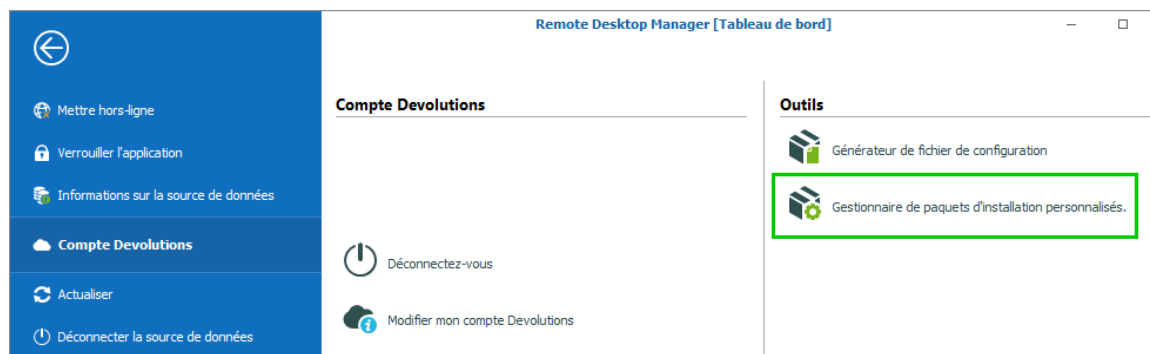 Remote Desktop Manager [Tableau de bord]
Mettre hors-ligne
Verrouiller l'application
Informations sur la source de données
Compte Devolutions
Actualiser
Déconnecter la source de données
Compte Devolutions
Déconnectez-vous
Modifier mon compte Devolutions
Outils
Générateur de fichier de configuration
Gestionnaire de paquets d'installation personnalisés.